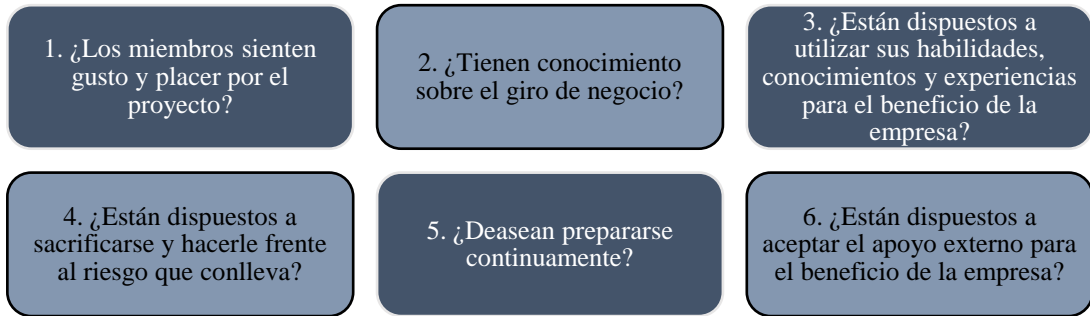 1. ¿Los miembros sienten
gusto y placer por el
proyecto?
2. ¿Tienen conocimiento
sobre el giro de negocio?
3. ¿Están dispuestos a
utilizar sus habilidades,
conocimientos y experiencias
para el beneficio de la
empresa?
4. ¿Están dispuestos a
sacrificarse y hacerle frente
al riesgo que conlleva?
5. ¿Deasean prepararse
continuamente?
6. ¿Están dispuestos a
aceptar el apoyo externo para
el beneficio de la empresa?